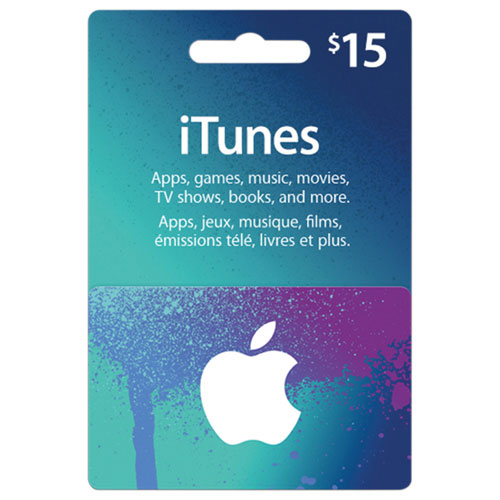 $15
iTunes
Apps, games, music, movies,
TV shows, books, and more.
Apps, jeux, musique, films,
émissions télé, livres et plus.